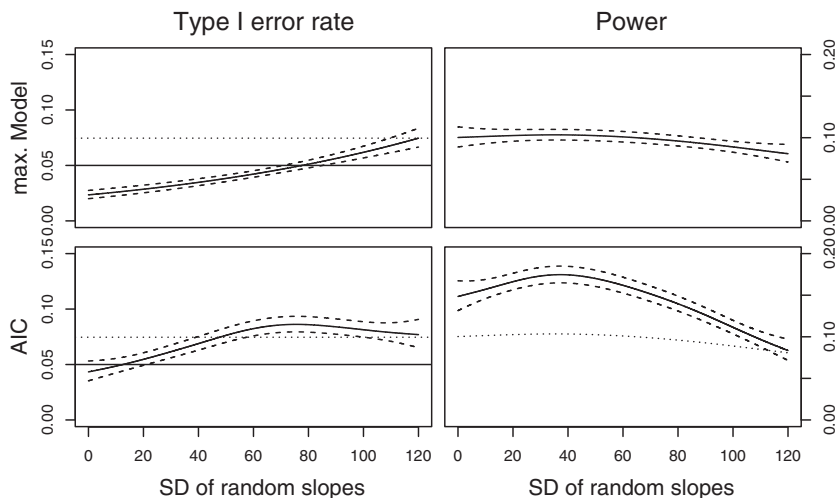 Type I error rate
Power
max. Model
0.00 0.05 0.10 0.15
0.00 0.10 0.20
AIC
0.00 0.05 0.10 0.15
0.00 0.10 0.20
0 20 40 60 80 100 120
0 20 40 60 80 100 120
SD of random slopes
SD of random slopes